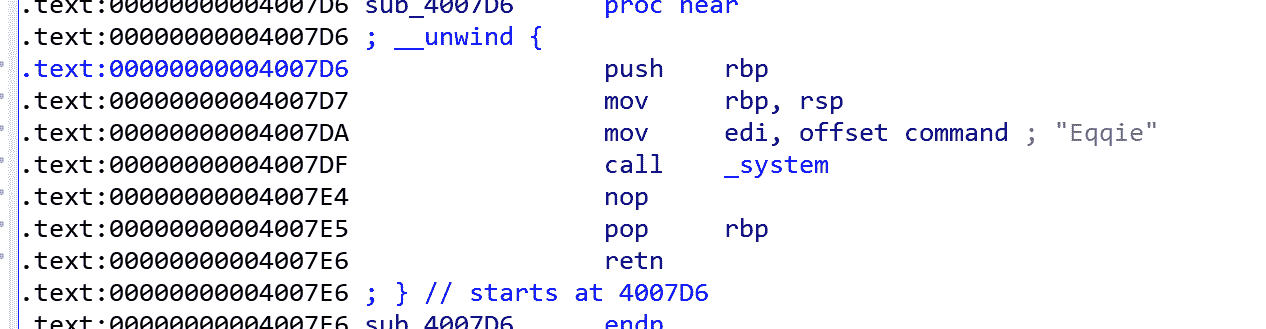 .text:00000000004007D6 sub_4007D6      proc near
.text:00000000004007D6 ; __unwind {
.text:00000000004007D6                 push    rbp
.text:00000000004007D7                 mov     rbp, rsp
.text:00000000004007DA                 mov     edi, offset command ; "Eqqie"
.text:00000000004007DF                 call    _system
.text:00000000004007E4                 nop
.text:00000000004007E5                 pop     rbp
.text:00000000004007E6                 retn
.text:00000000004007E6 ; } // starts at 4007D6
.text:00000000004007E6 sub_4007D6      endp